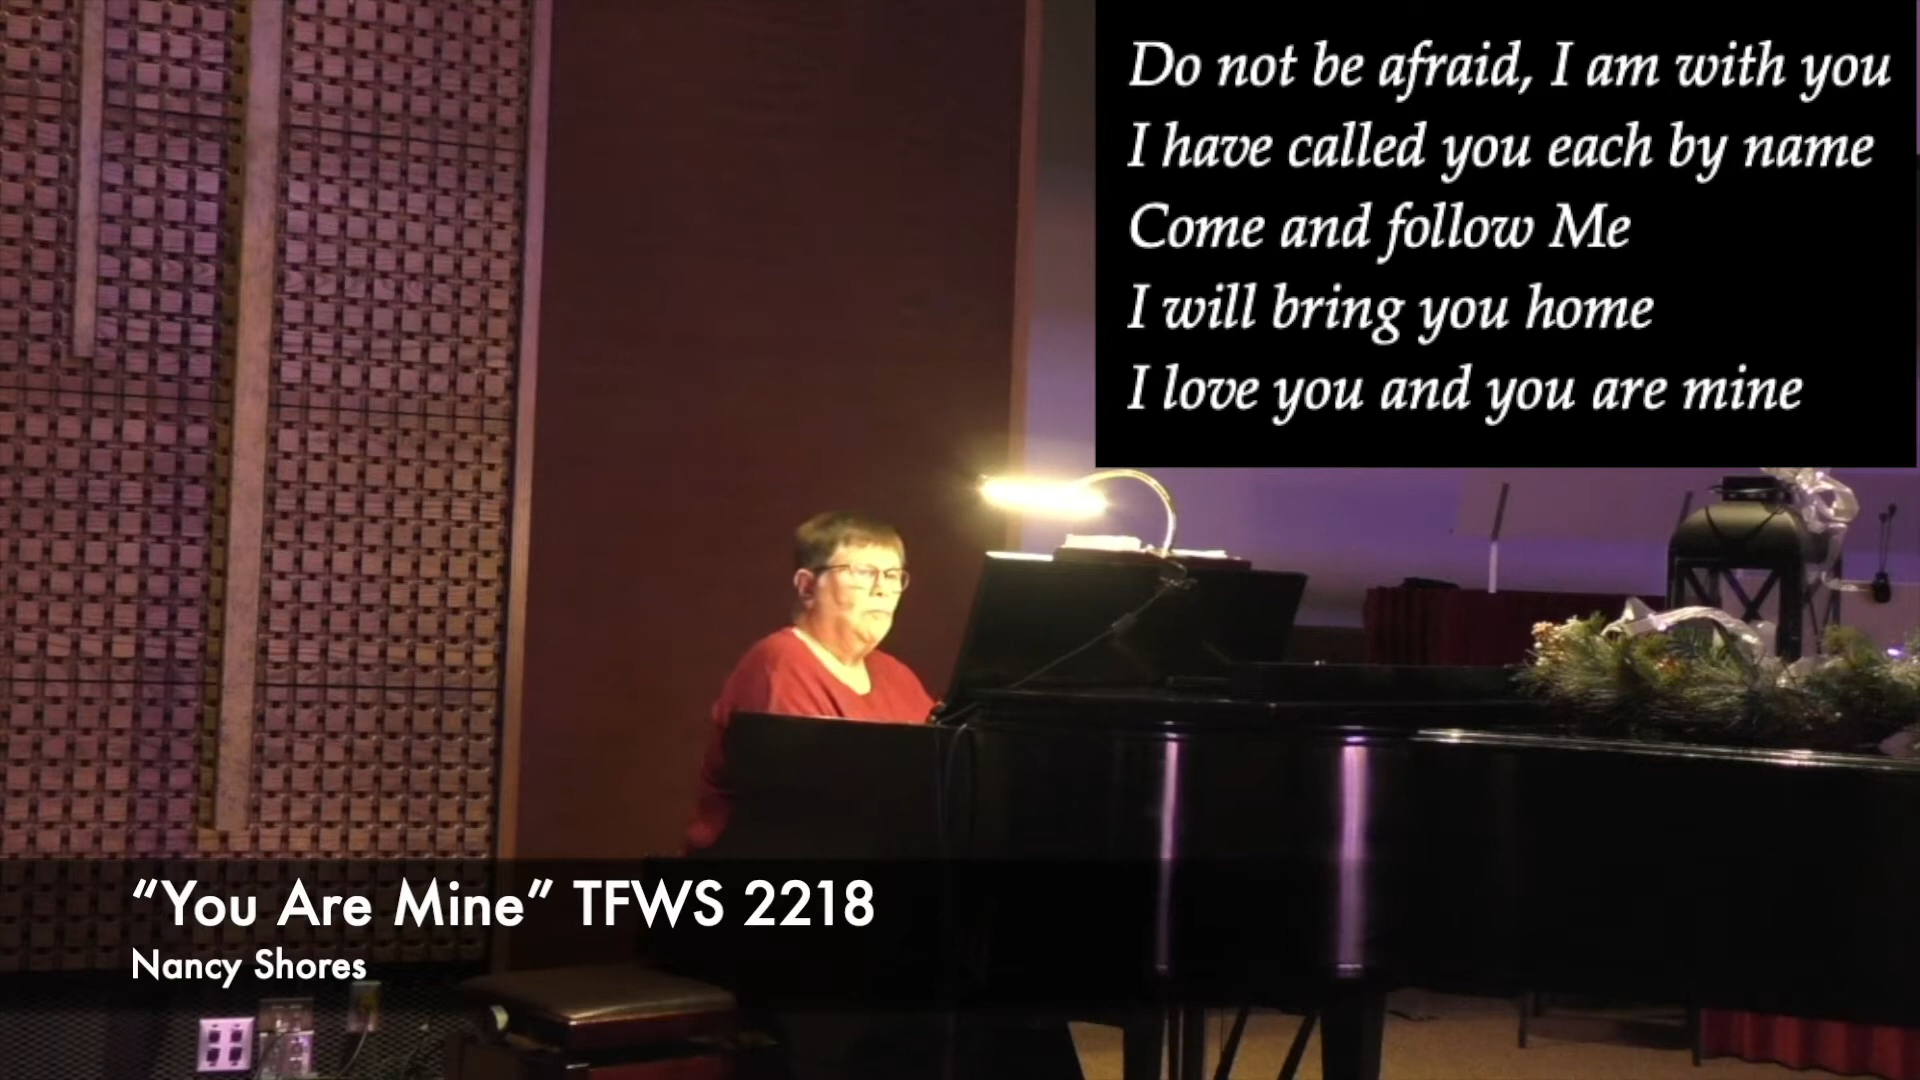 Do not be afraid, I am with you
I have called you each by name
Come and follow Me
I will bring you home
I love you and you are mine
“You Are Mine” TFWS 2218
Nancy Shores